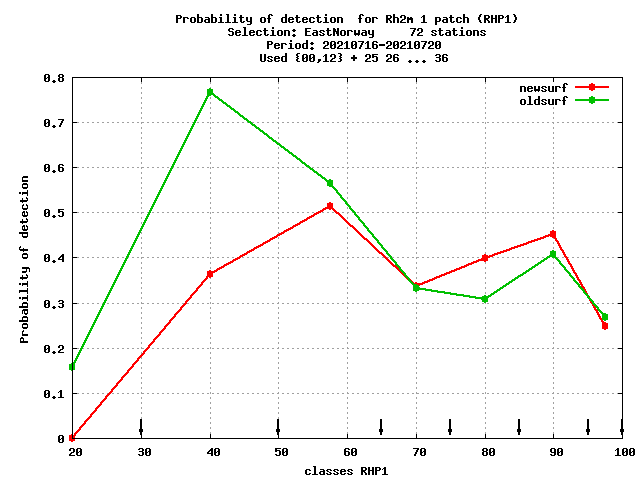 Probability of detection  for Rh2m 1 patch (RHP1)
Selection: EastNorway     72 stations
Period: 20210716-20210720
Used {00,12} + 25 26 ... 36
newsurf
oldsurf
Probability of detection
0.8
0.7
0.6
0.5
0.4
0.3
0.2
0.1
0
20 30 40 50 60 70 80 90 100
classes RHP1